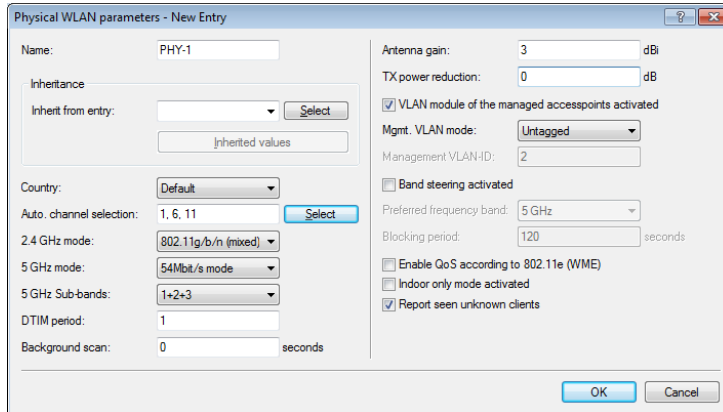 Physical WLAN parameters - New Entry
Name: PHY-1
Inheritance
Inherit from entry: Select
Inherited values
Country: Default
Auto. channel selection: 1, 6, 11 Select
2.4 GHz mode: 802.11g/b/n (mixed)
5 GHz mode: 54Mbit/s mode
5 GHz Sub-bands: 1+2+3
DTIM period: 1
Background scan: 0 seconds
Antenna gain: 3 dBi
TX power reduction: 0 dB
VLAN module of the managed accesspoints activated
Mgmt. VLAN mode: Untagged
Management VLAN-ID: 2
Band steering activated
Preferred frequency band: 5 GHz
Blocking period: 120 seconds
Enable QoS according to 802.11e (WME)
Indoor only mode activated
Report seen unknown clients
OK Cancel